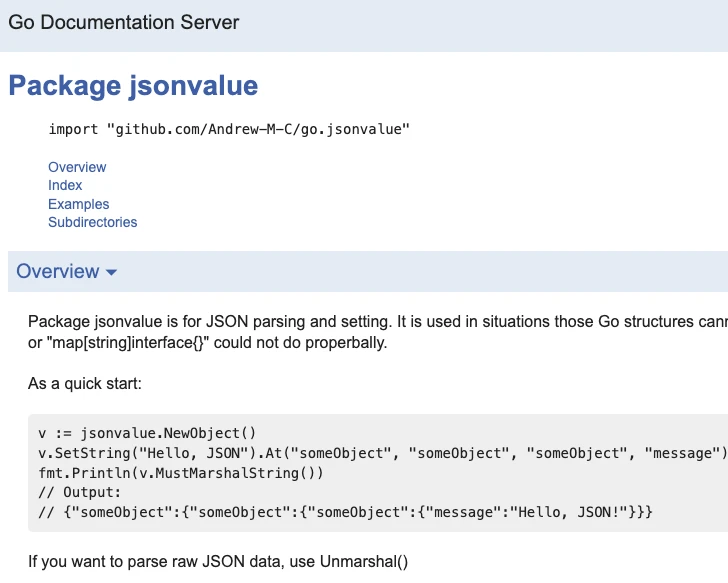 Go Documentation Server
Package jsonvalue
import "github.com/Andrew-M-C/go.jsonvalue"
Overview
Index
Examples
Subdirectories
Overview
Package jsonvalue is for JSON parsing and setting. It is used in situations those Go structures
or "map[string]interface{}" could not do properbally.
As a quick start:
v := jsonvalue.NewObject()
v.SetString("Hello, JSON").At("someObject", "someObject", "someObject", "message")
fmt.Println(v.MustMarshalString())
// Output:
// {"someObject":{"someObject":{"someObject":{"message":"Hello, JSON!"}}}
If you want to parse raw JSON data, use Unmarshal()